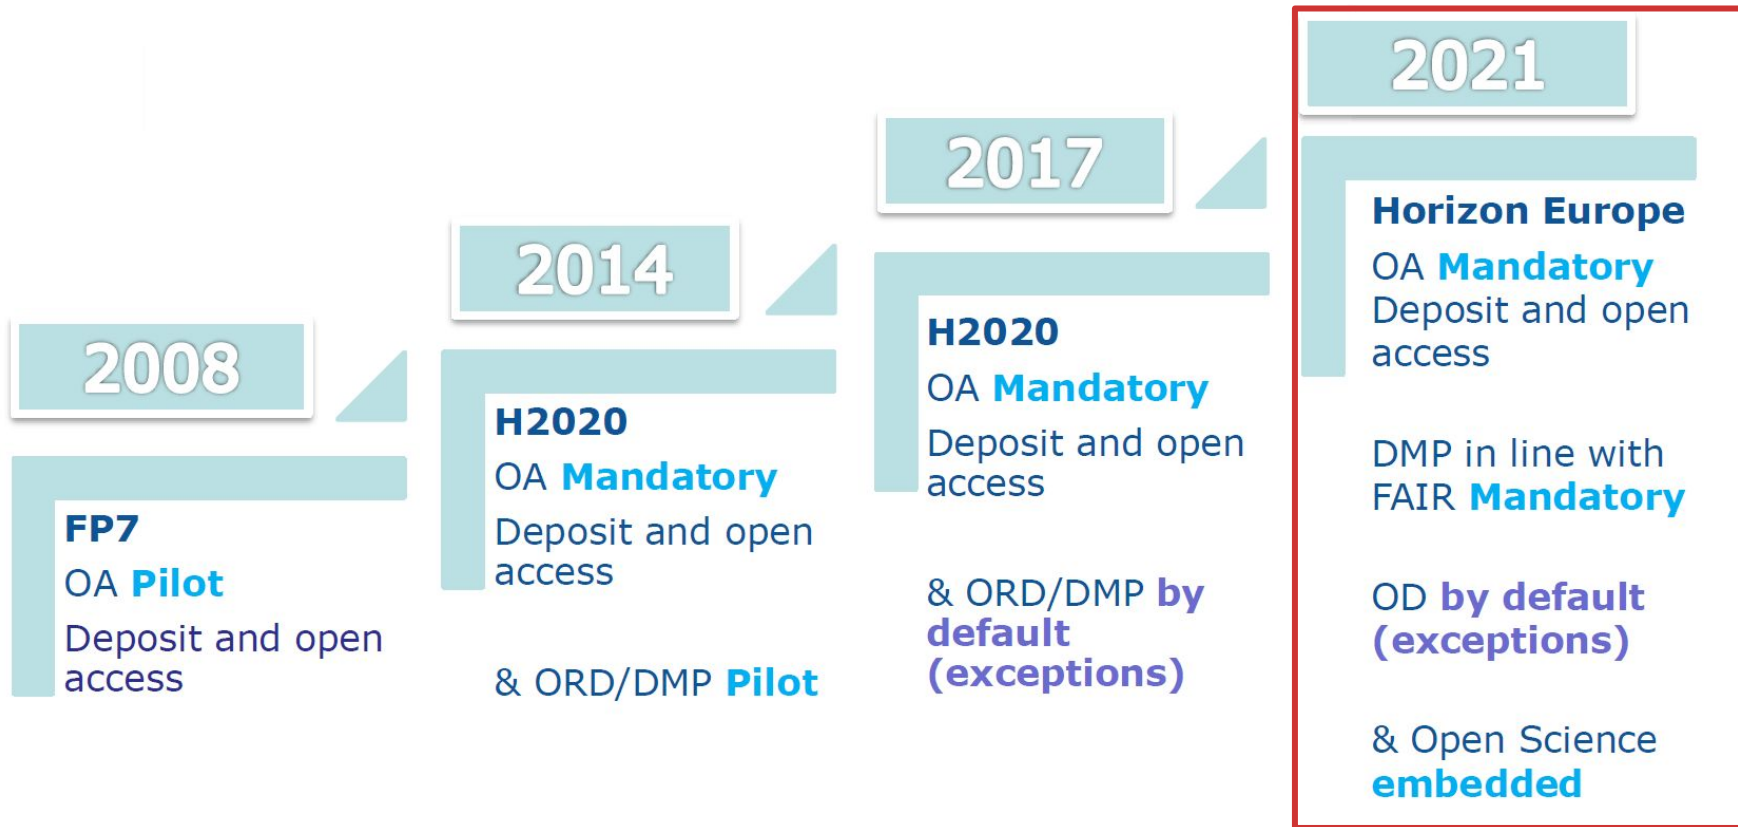 2008
FP7
OA Pilot
Deposit and open
access
2014
H2020
OA Mandatory
Deposit and open
access
& ORD/DMP Pilot
2017
H2020
OA Mandatory
Deposit and open
access
& ORD/DMP by
default
(exceptions)
2021
Horizon Europe
OA Mandatory
Deposit and open
access
DMP in line with
FAIR Mandatory
OD by default
(exceptions)
& Open Science
embedded